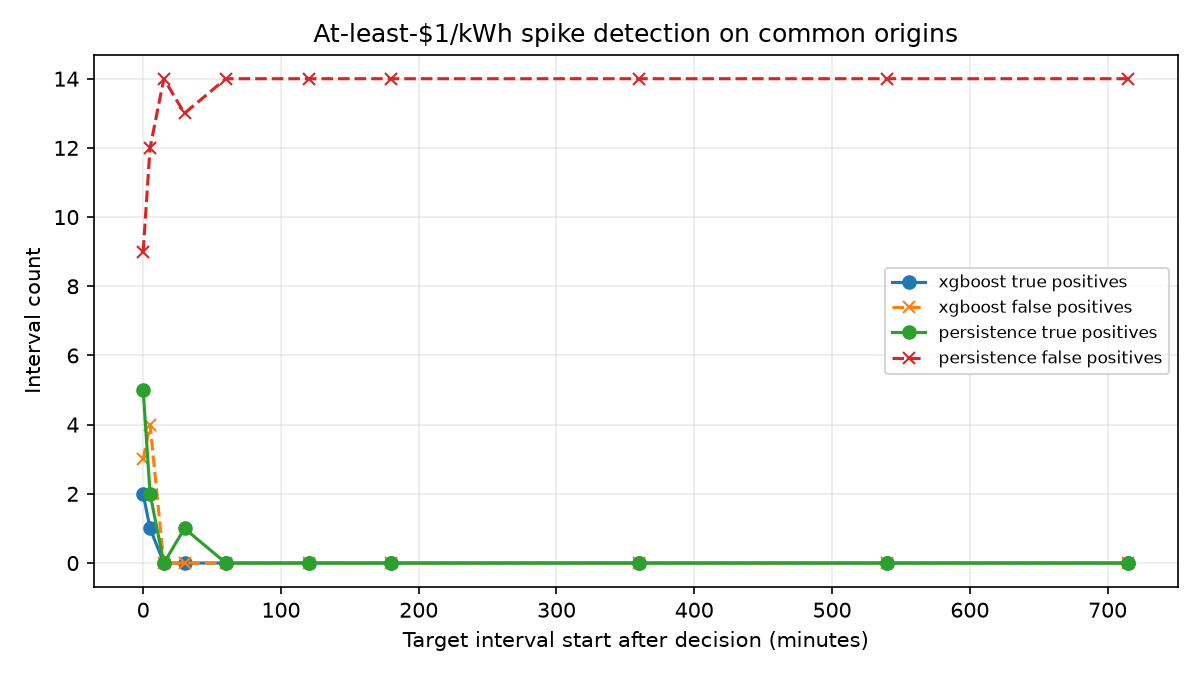 At-least-$1/kWh spike detection on common origins
Interval count
14
12
10
8
6
4
2
0
xgboost true positives
xgboost false positives
persistence true positives
persistence false positives
0 100 200 300 400 500 600 700
Target interval start after decision (minutes)